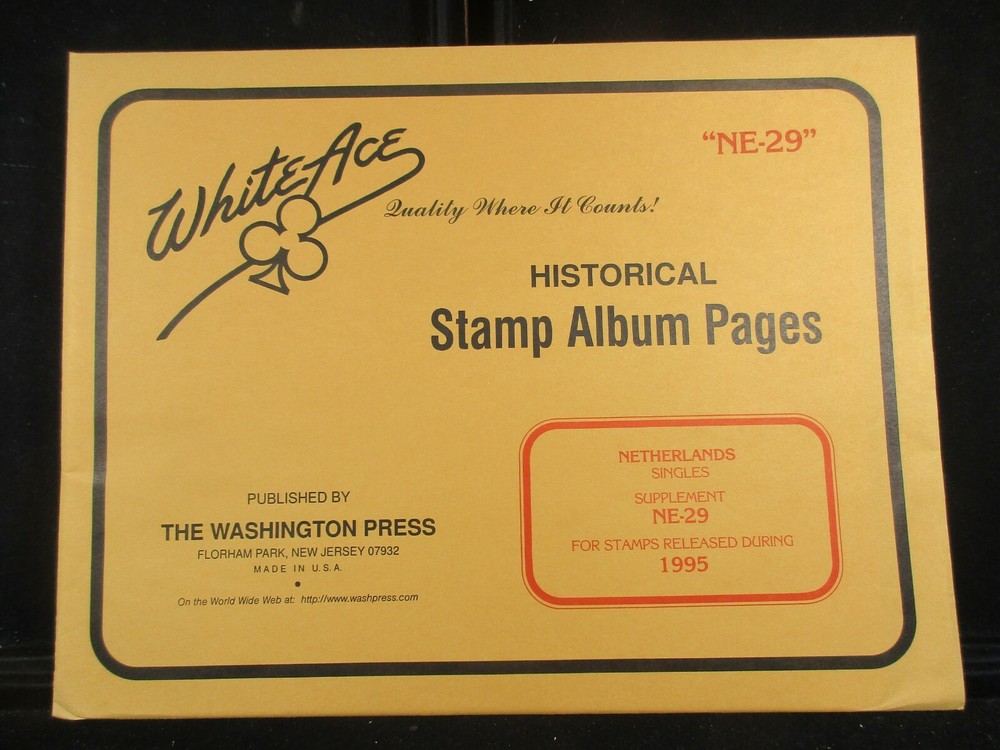 WhiteAce
Quality Where It Counts!
"NE-29"
HISTORICAL
Stamp Album Pages
PUBLISHED BY
THE WASHINGTON PRESS
FLORHAM PARK, NEW JERSEY 07932
MADE IN U.S.A.
•
On the World Wide Web at: http://www.washpress.com
NETHERLANDS
SINGLES
SUPPLEMENT
NE-29
FOR STAMPS RELEASED DURING
1995